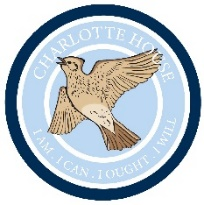 CHARLOTTE HOUSE
I AM, I CAN, I OUGHT, I WILL